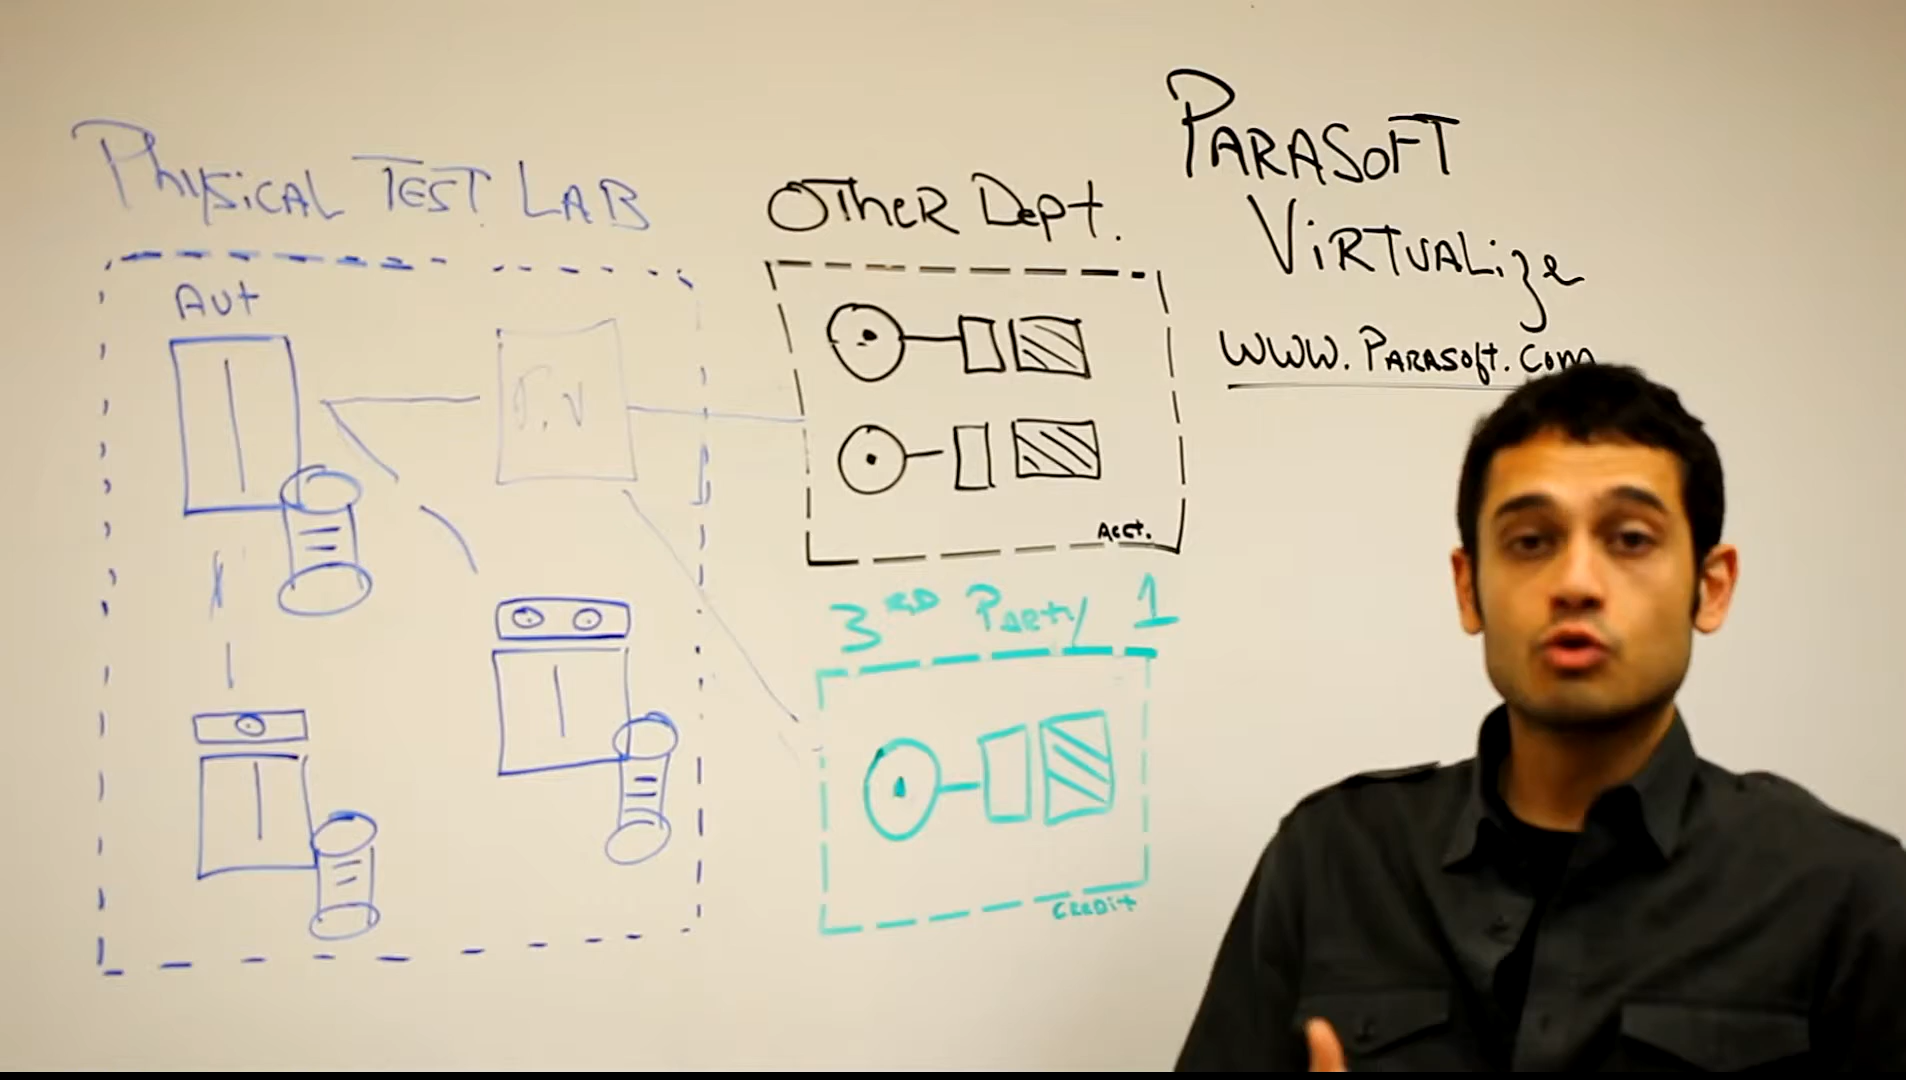 Physical Test Lab
Aut
Other Dept.
Acct.
3rd Party 1
Credit
Parasoft
Virtualize
www.Parasoft.com